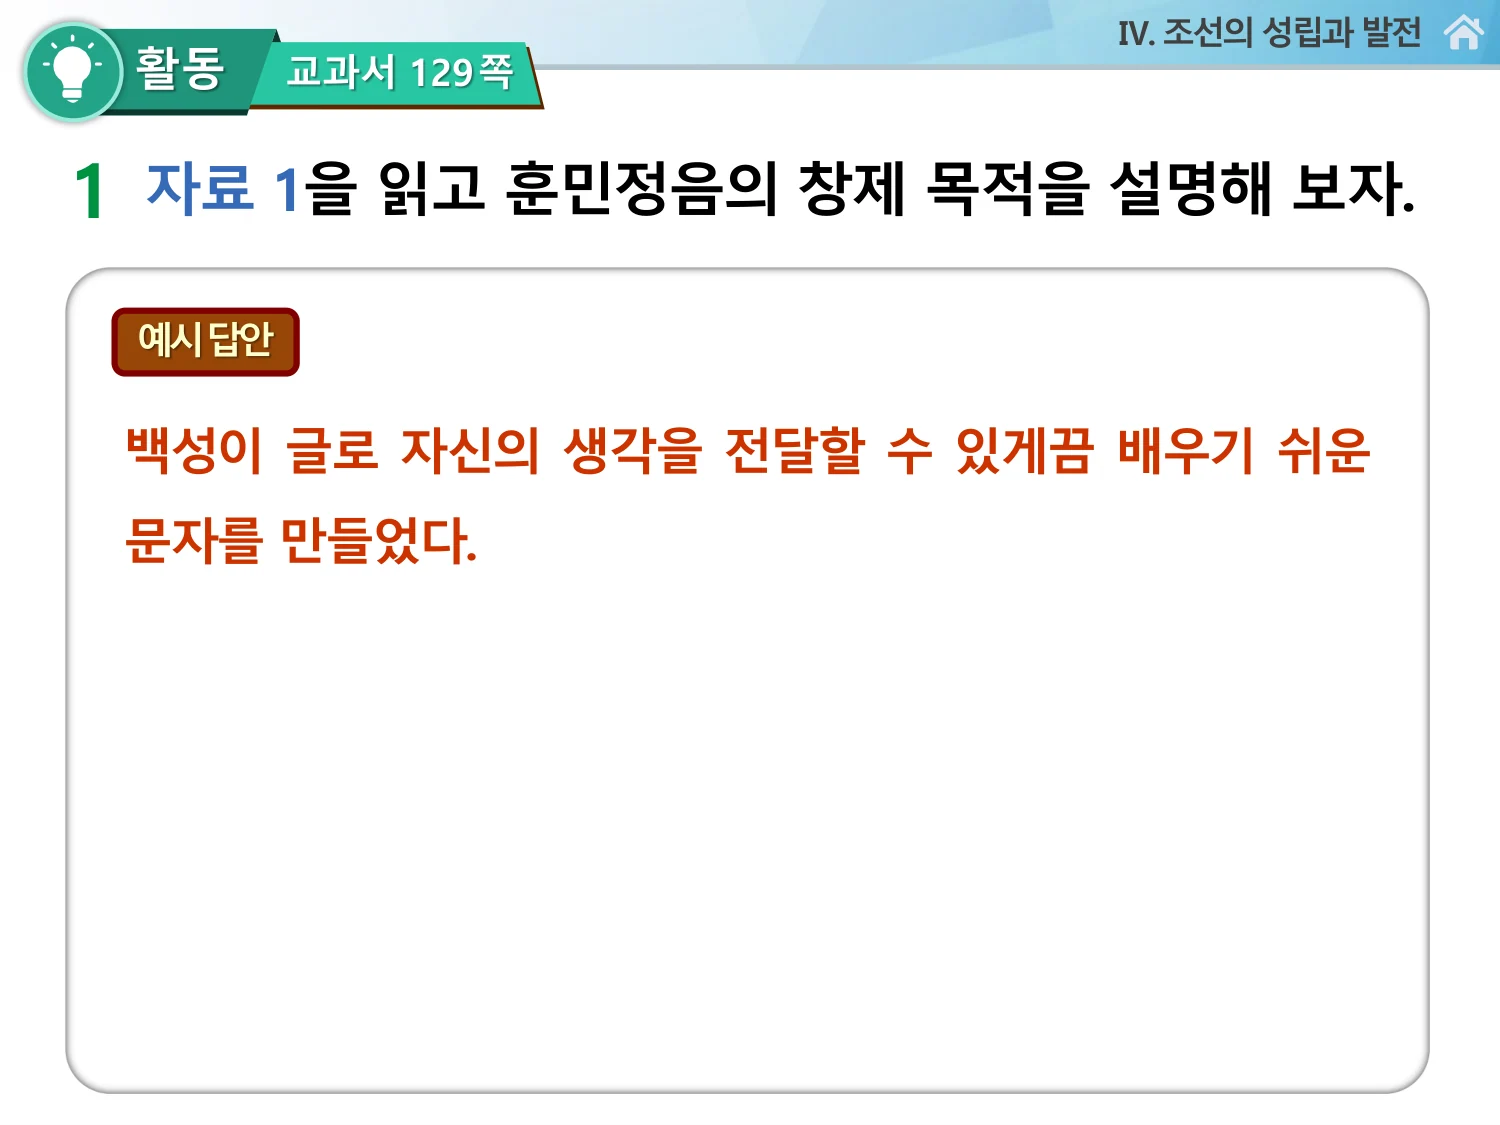 IV. 조선의 성립과 발전
활동
교과서 129쪽
1 자료 1을 읽고 훈민정음의 창제 목적을 설명해 보자.
예시 답안
백성이 글로 자신의 생각을 전달할 수 있게끔 배우기 쉬운
문자를 만들었다.